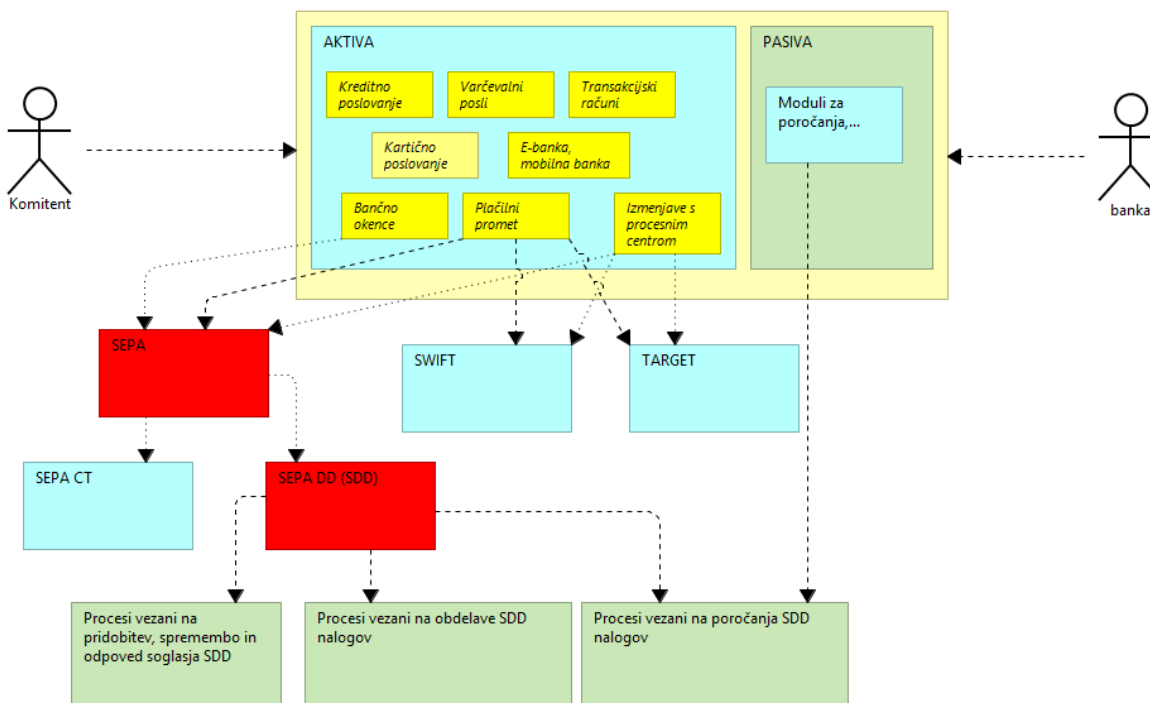 AKTIVA
PASIVA
Kreditno
poslovanje
Varčevalni
posli
Transakcijski
računi
Moduli za
poročanja,...
Kartično
poslovanje
E-banka,
mobilna banka
Komitent
banka
Bančno
okence
Plačilni
promet
Izmenjave s
procesnim
centrom
SEPA
SWIFT
TARGET
SEPA CT
SEPA DD (SDD)
Procesi vezani na
pridobitev, spremembo in
odpoved soglasja SDD
Procesi vezani na obdelave SDD
nalogov
Procesi vezani na poročanja SDD
nalogov